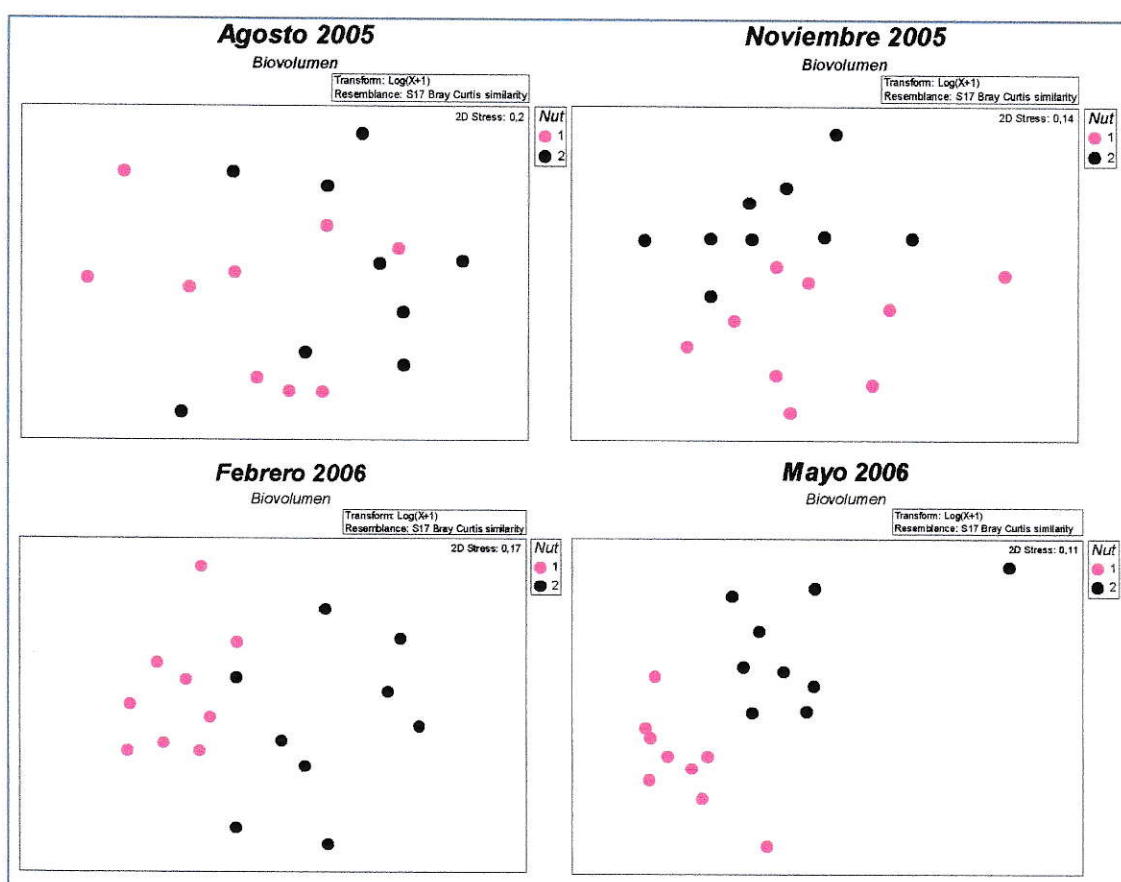 Agosto 2005
Biovolumen
Transform: Log(X+1)
Resemblance: S17 Bray Curtis similarity
2D Stress: 0,2
Nut
1
2
Noviembre 2005
Biovolumen
Transform: Log(X+1)
Resemblance: S17 Bray Curtis similarity
2D Stress: 0,14
Nut
1
2
Febrero 2006
Biovolumen
Transform: Log(X+1)
Resemblance: S17 Bray Curtis similarity
2D Stress: 0,17
Nut
1
2
Mayo 2006
Biovolumen
Transform: Log(X+1)
Resemblance: S17 Bray Curtis similarity
2D Stress: 0,11
Nut
1
2